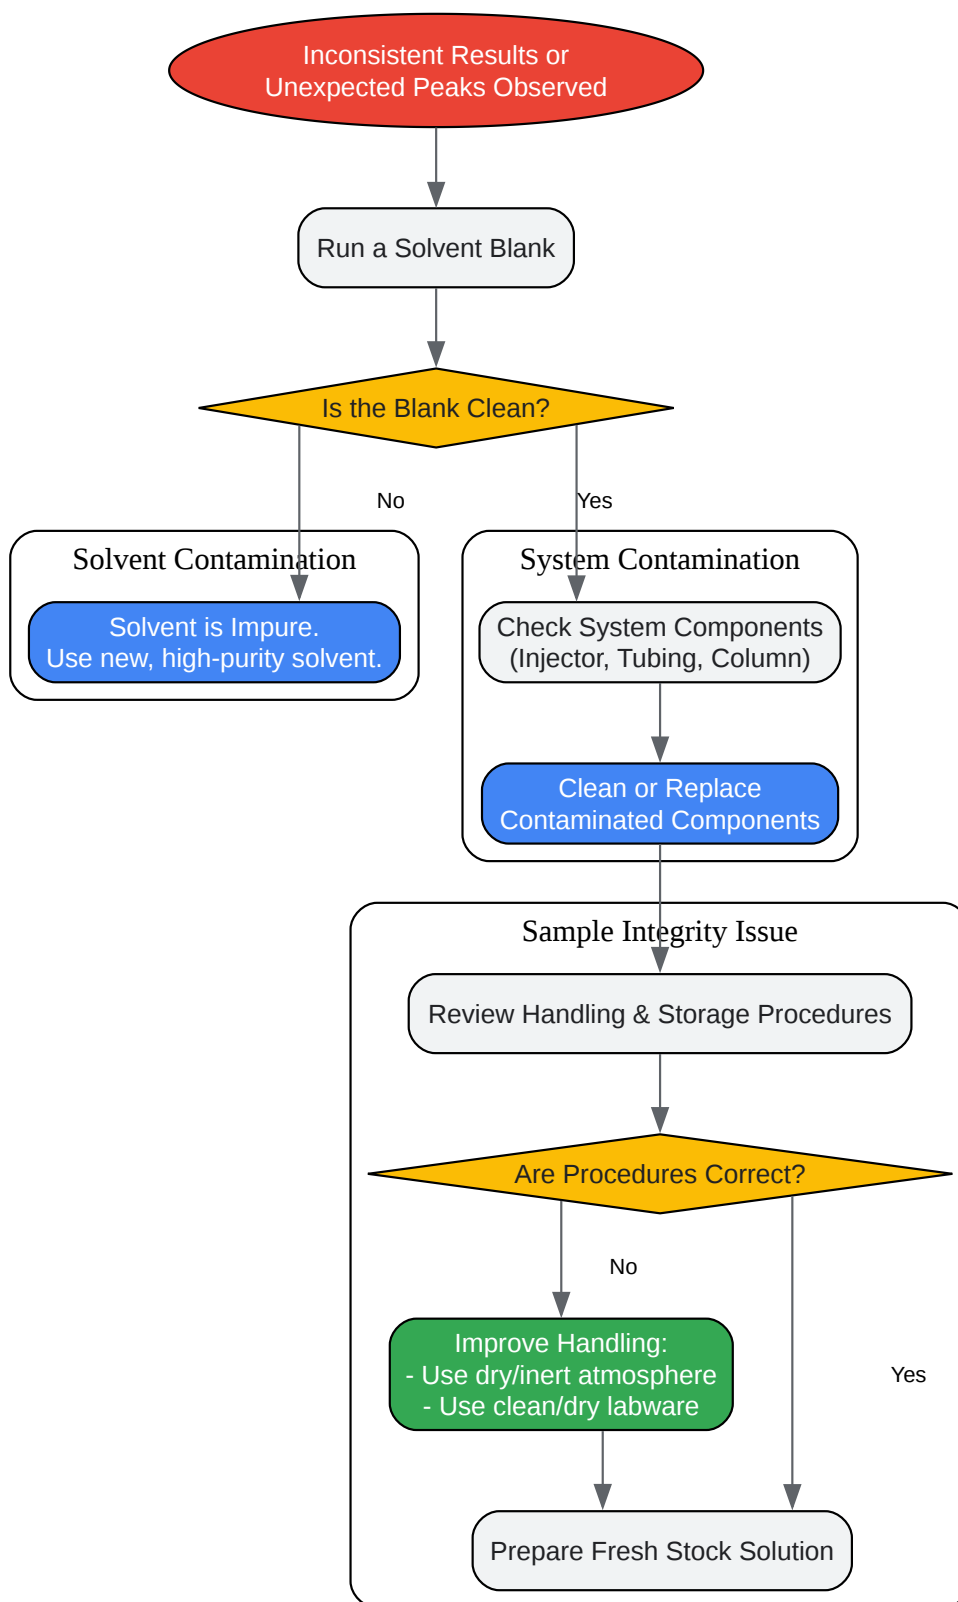 Inconsistent Results or
Unexpected Peaks Observed
Run a Solvent Blank
Is the Blank Clean?
No
Yes
Solvent Contamination
System Contamination
Solvent is Impure.
Use new, high-purity solvent.
Check System Components
(Injector, Tubing, Column)
Clean or Replace
Contaminated Components
Sample Integrity Issue
Review Handling & Storage Procedures
Are Procedures Correct?
No
Improve Handling:
- Use dry/inert atmosphere
- Use clean/dry labware
Yes
Prepare Fresh Stock Solution